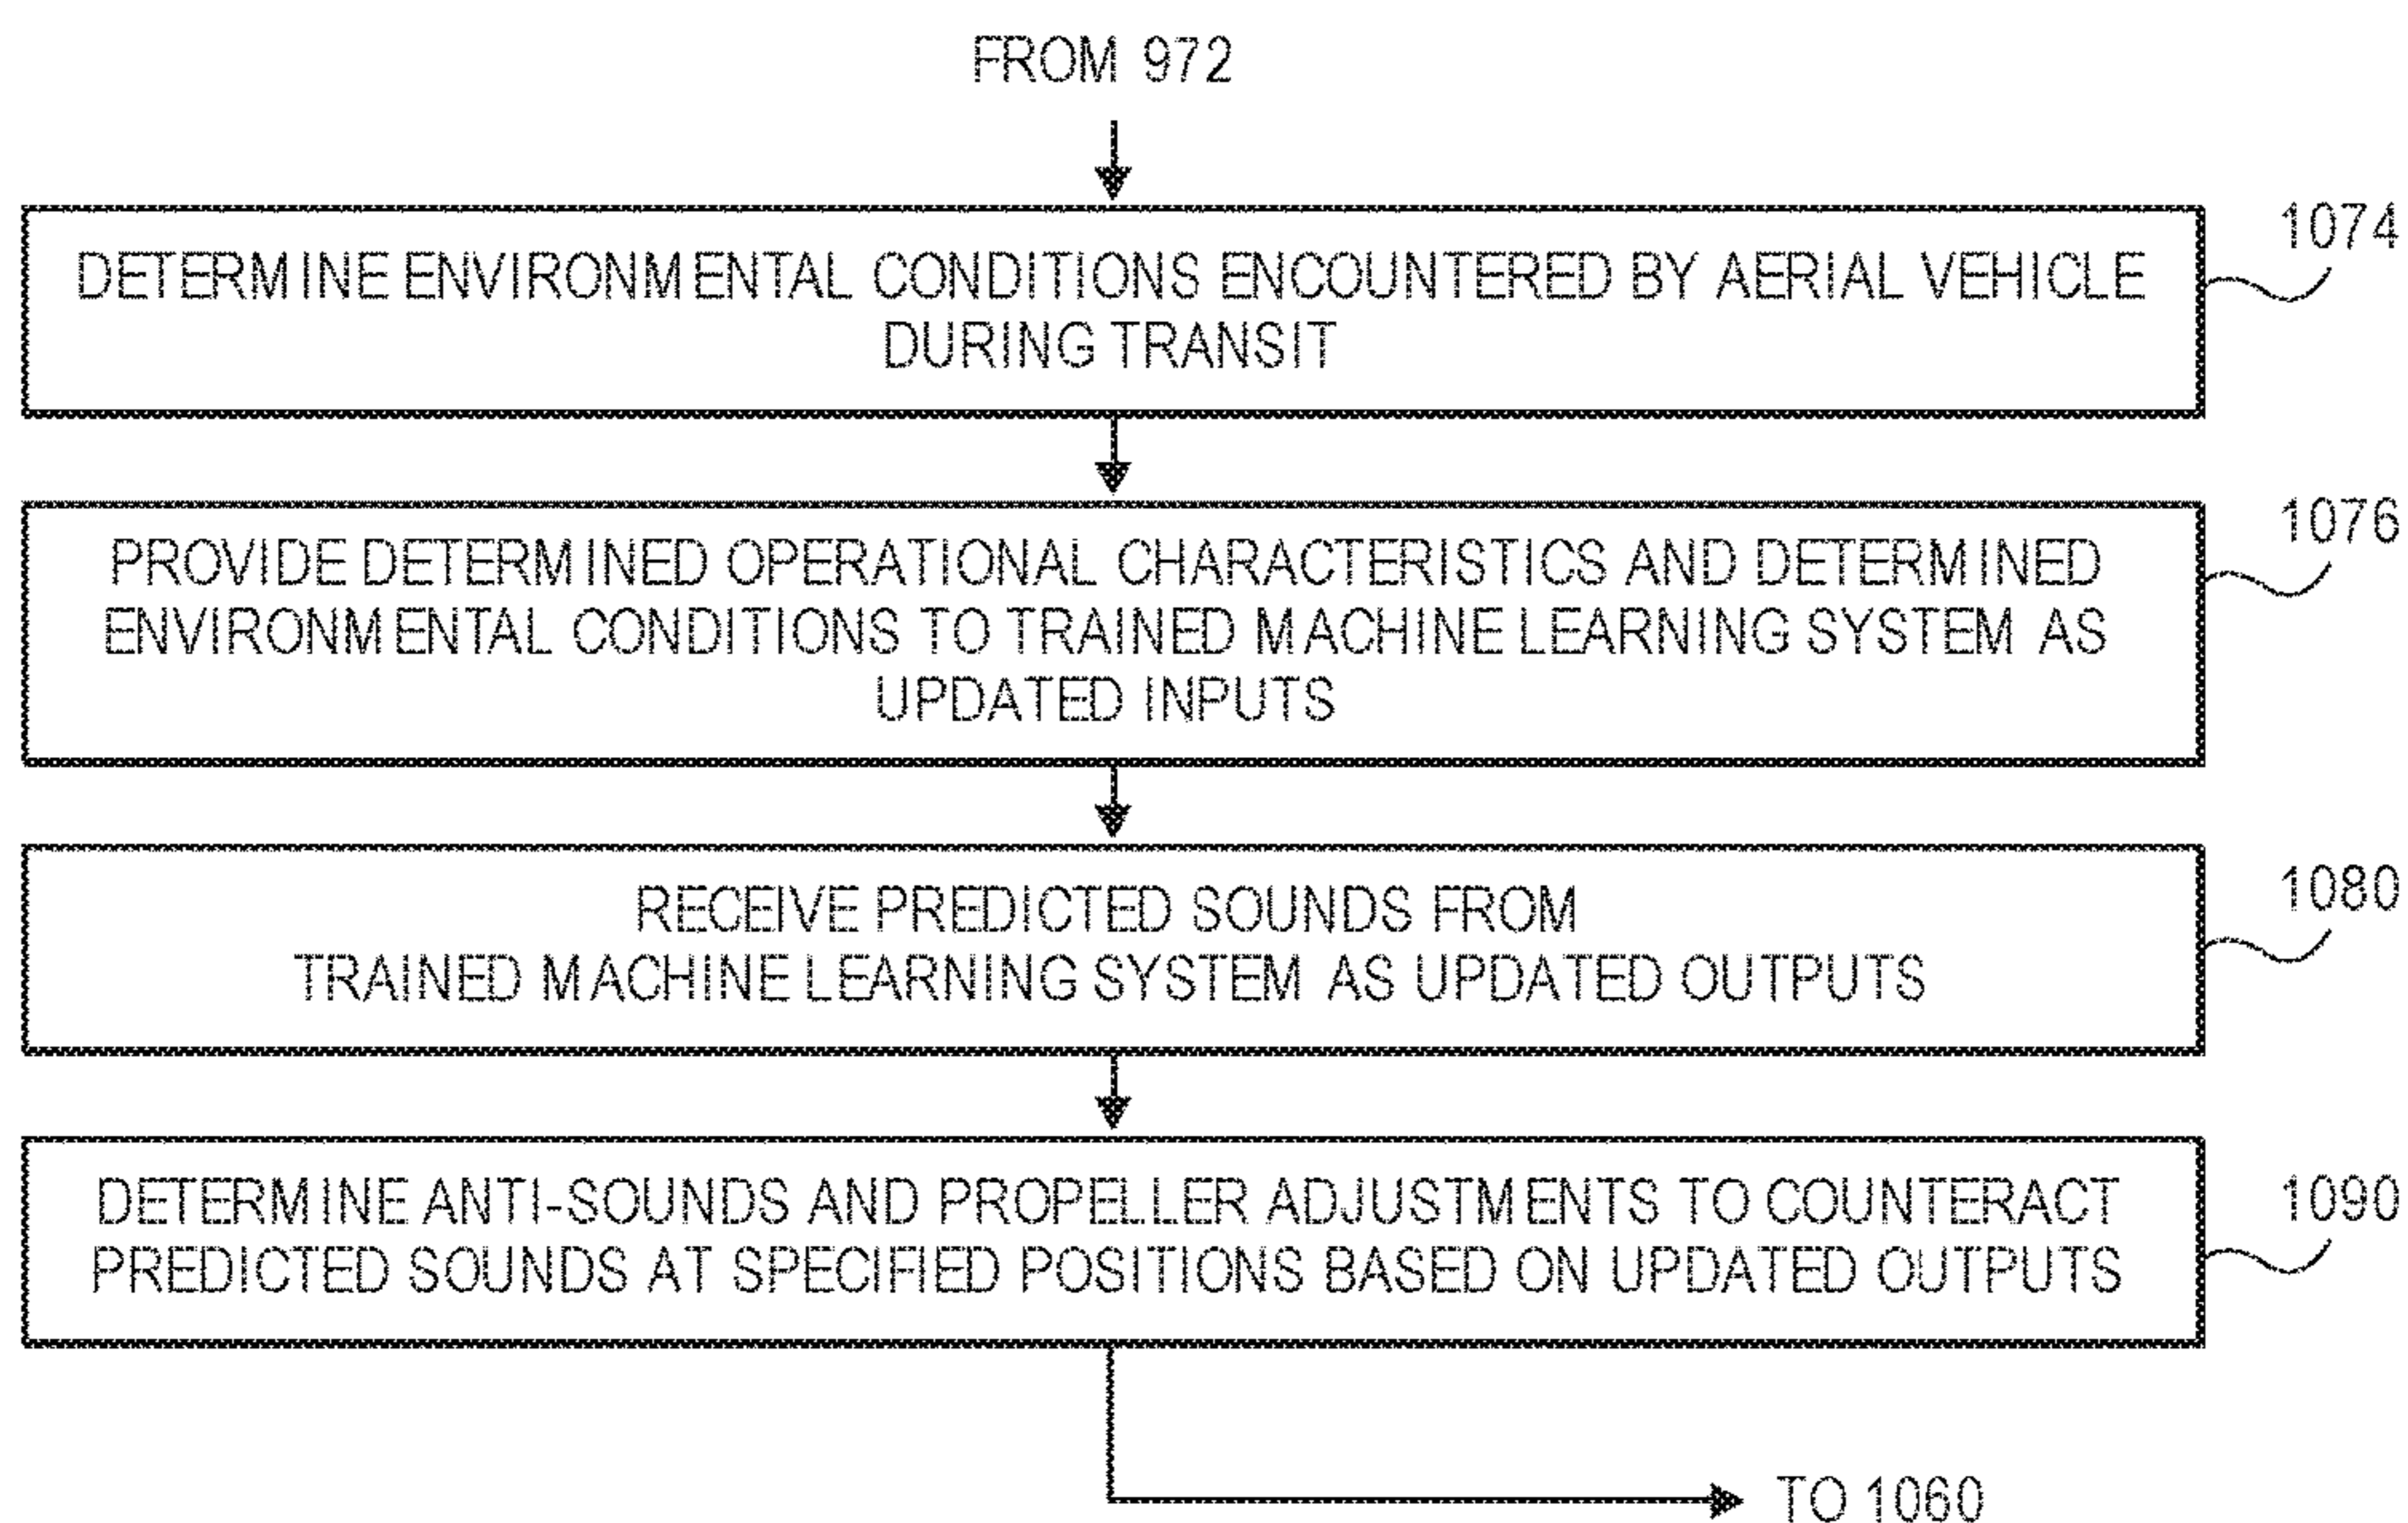 FROM 972
1074
DETERMINE ENVIRONMENTAL CONDITIONS ENCOUNTERED BY AERIAL VEHICLE
DURING TRANSIT
1076
PROVIDE DETERMINED OPERATIONAL CHARACTERISTICS AND DETERMINED
ENVIRONMENTAL CONDITIONS TO TRAINED MACHINE LEARNING SYSTEM AS
UPDATED INPUTS
1080
RECEIVE PREDICTED SOUNDS FROM
TRAINED MACHINE LEARNING SYSTEM AS UPDATED OUTPUTS
1090
DETERMINE ANTI-SOUNDS AND PROPELLER ADJUSTMENTS TO COUNTERACT
PREDICTED SOUNDS AT SPECIFIED POSITIONS BASED ON UPDATED OUTPUTS
TO 1060